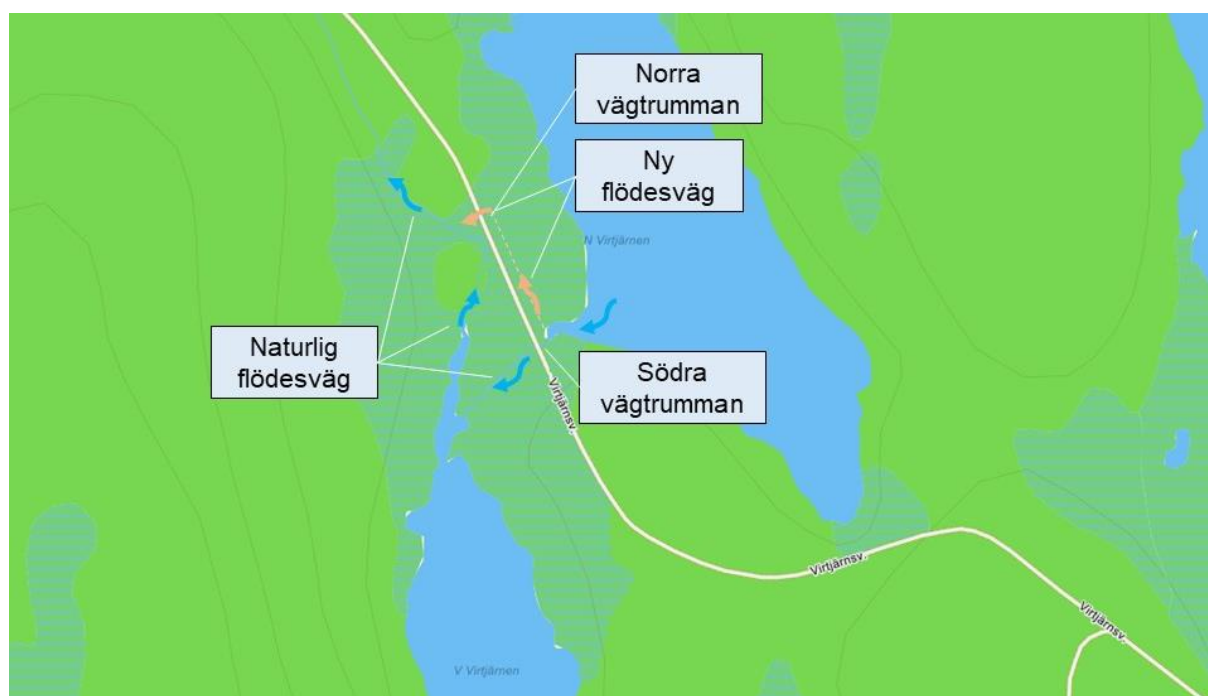 Norra
vägtrumman
Ny
flödesväg
N Virtjärnen
Naturlig
flödesväg
Södra
vägtrumman
Virtjärnsv.
Virtjärnsv.
Virtjärnsv.
V Virtjärnen